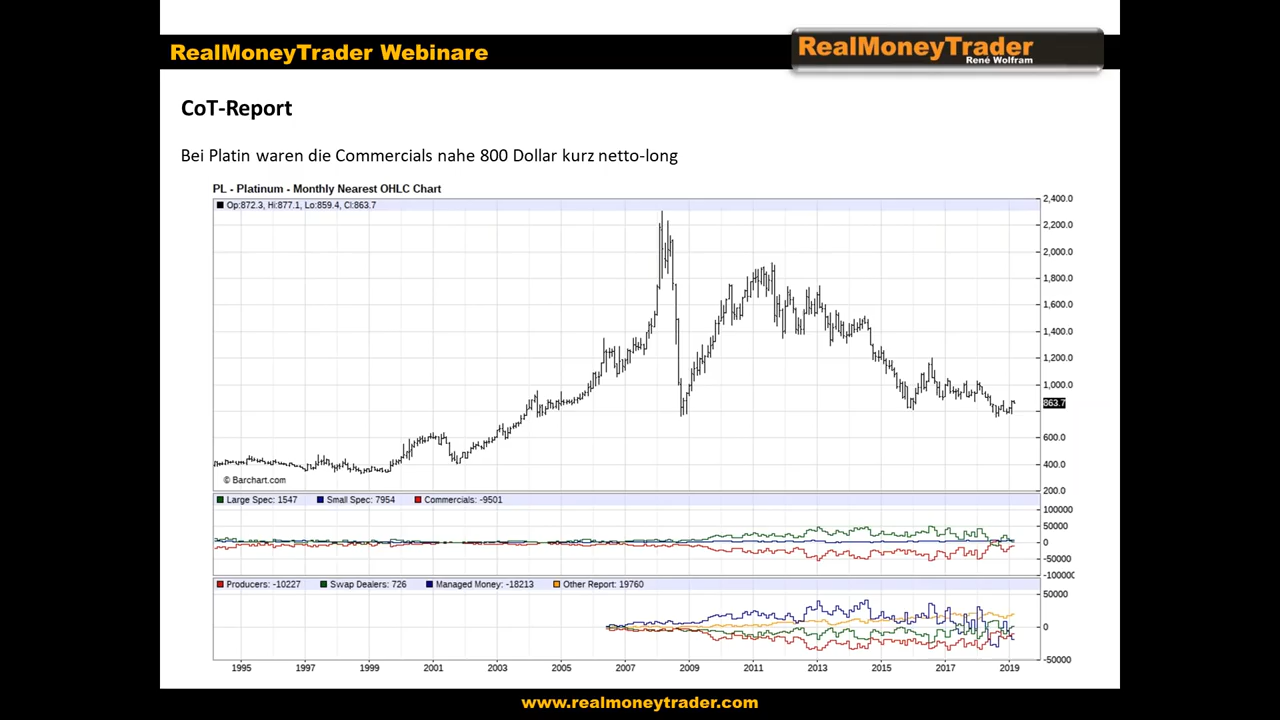 RealMoneyTrader Webinare
RealMoneyTrader
René Wolfram
CoT-Report
Bei Platin waren die Commercials nahe 800 Dollar kurz netto-long
PL - Platinum - Monthly Nearest OHLC Chart
Op:872.3, Hi:877.1, Lo:859.4, Cl:863.7
2,400.0
2,200.0
2,000.0
1,800.0
1,600.0
1,400.0
1,200.0
1,000.0
863.7
600.0
400.0
200.0
© Barchart.com
Large Spec: 1547 Small Spec: 7954 Commercials: -9501
100000
50000
0
-50000
-100000
Producers: -10227 Swap Dealers: 726 Managed Money: -18213 Other Report: 19760
50000
0
-50000
1995 1997 1999 2001 2003 2005 2007 2009 2011 2013 2015 2017 2019
www.realmoneytrader.com